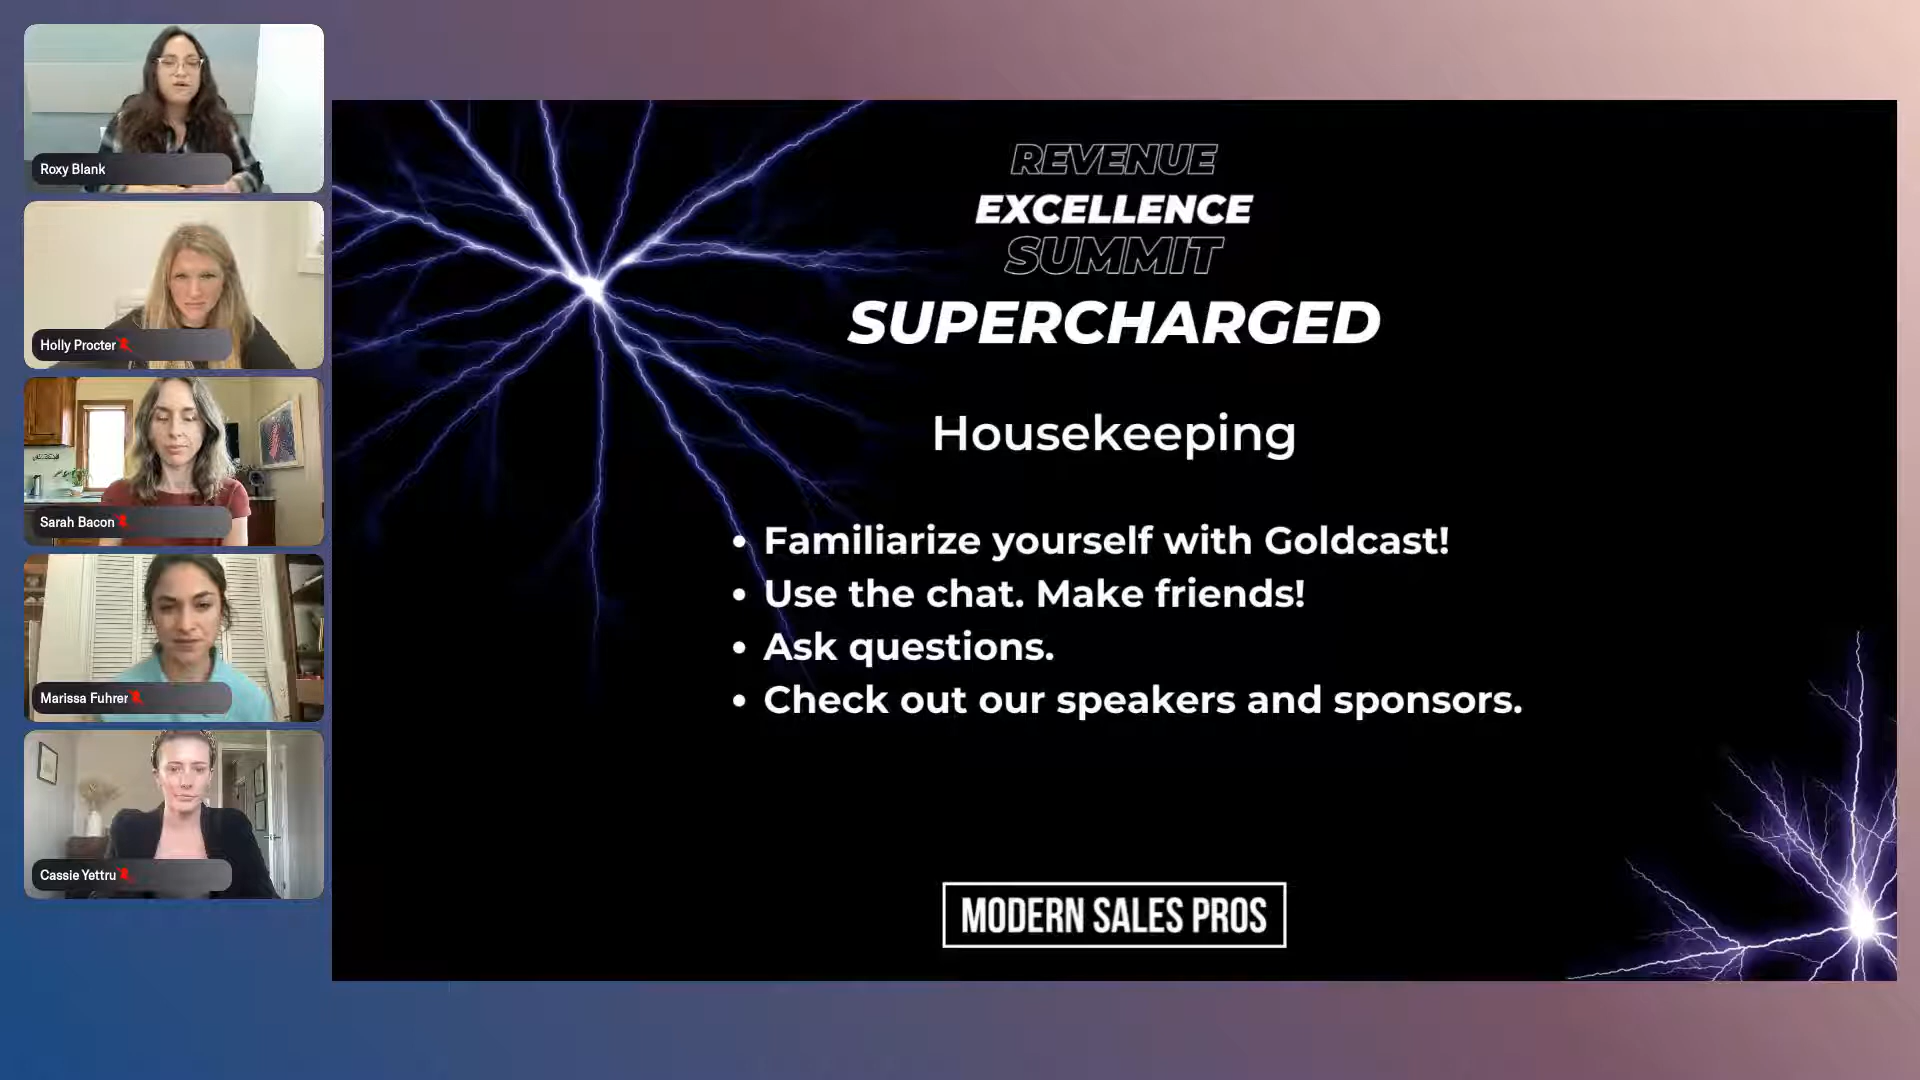 Roxy Blank
Holly Procter
Sarah Bacon
Marissa Fuhrer
Cassie Yettru
REVENUE
EXCELLENCE
SUMMIT
SUPERCHARGED
Housekeeping
• Familiarize yourself with Goldcast!
• Use the chat. Make friends!
• Ask questions.
• Check out our speakers and sponsors.
MODERN SALES PROS